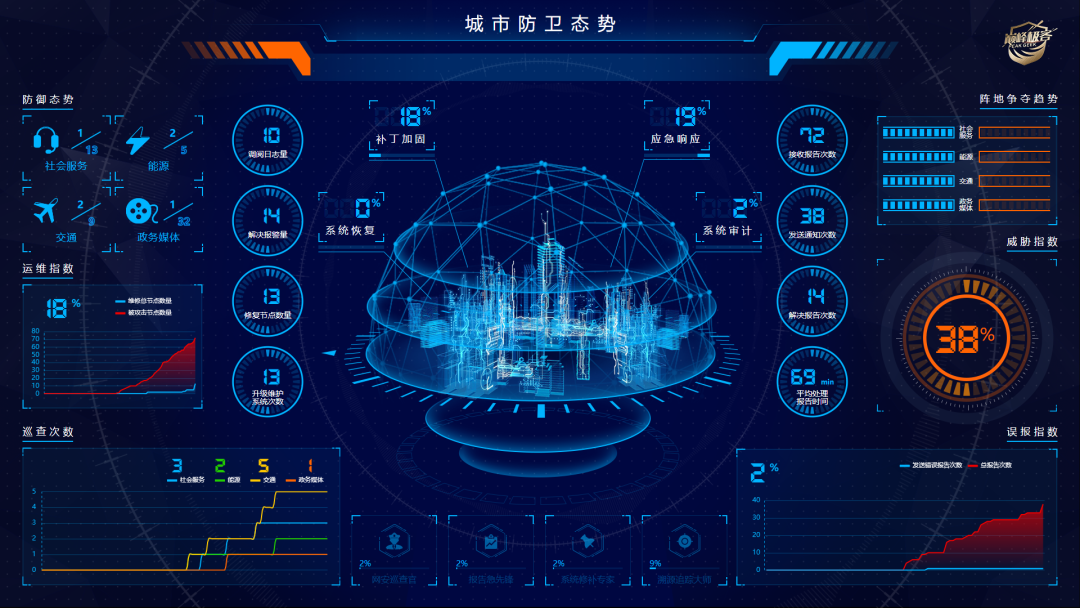 城市防卫态势
巅峰极客
防御态势
1
13
社会服务
2
5
能源
2
9
交通
1
32
政务媒体
运维指数
18%
维修总节点数量
被攻击节点数量
80
70
60
50
40
30
20
10
0
巡查次数
3
社会服务
2
能源
5
交通
1
政务媒体
5
4
3
2
1
0
10
调阅日志量
14
解决报警量
13
修复节点数量
13
升级维护
系统次数
18%
补丁加固
0%
系统恢复
19%
应急响应
2%
系统审计
72
接收报告次数
38
发送通知次数
14
解决报告次数
69 min
平均处理
报告时间
2%
网安巡查官
2%
报告急先锋
2%
系统修补专家
9%
溯源追踪大师
阵地争夺趋势
社会
服务
能源
交通
政务
媒体
威胁指数
38%
误报指数
2%
发送错误报告次数
总报告次数
40
30
20
10
0